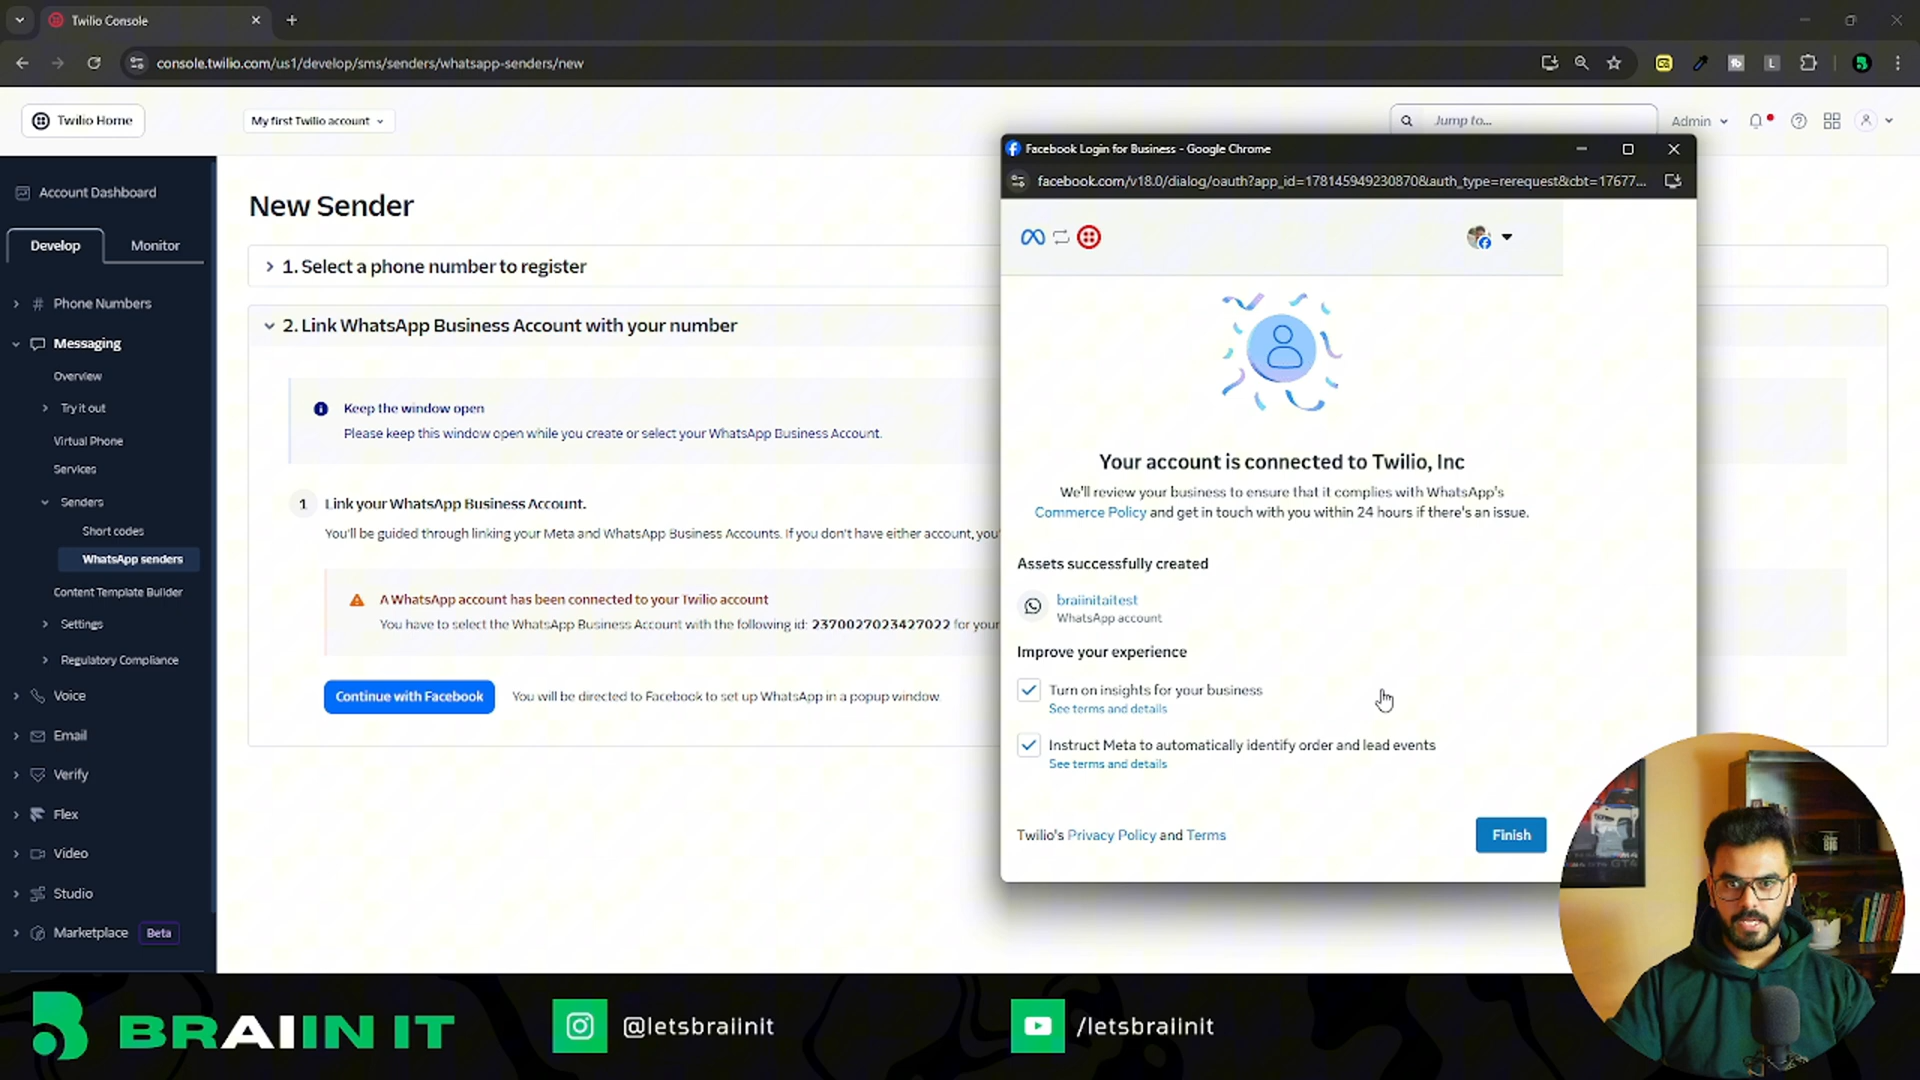 Twilio Console
console.twilio.com/us1/develop/sms/senders/whatsapp-senders/new
Twilio Home
My first Twilio account
Jump to...
Admin
Account Dashboard
Develop
Monitor
Phone Numbers
Messaging
Overview
Try it out
Virtual Phone
Services
Senders
Short codes
WhatsApp senders
Content Template Builder
Settings
Regulatory Compliance
Voice
Email
Verify
Flex
Video
Studio
Marketplace
Beta
New Sender
1. Select a phone number to register
2. Link WhatsApp Business Account with your number
Keep the window open
Please keep this window open while you create or select your WhatsApp Business Account.
1
Link your WhatsApp Business Account.
You'll be guided through linking your Meta and WhatsApp Business Accounts. If you don't have either account, you'
A WhatsApp account has been connected to your Twilio account
You have to select the WhatsApp Business Account with the following id: 2370027023427022 for your
Continue with Facebook
You will be directed to Facebook to set up WhatsApp in a popup window.
Facebook Login for Business - Google Chrome
facebook.com/v18.0/dialog/oauth?app_id=178145949230870&auth_type=rerequest&cbt=17677...
Your account is connected to Twilio, Inc
We'll review your business to ensure that it complies with WhatsApp's
Commerce Policy and get in touch with you within 24 hours if there's an issue.
Assets successfully created
braiinitaitest
WhatsApp account
Improve your experience
Turn on insights for your business
See terms and details
Instruct Meta to automatically identify order and lead events
See terms and details
Twilio's Privacy Policy and Terms
Finish
BRAIIN IT
@letsbraiinit
/letsbraiinit